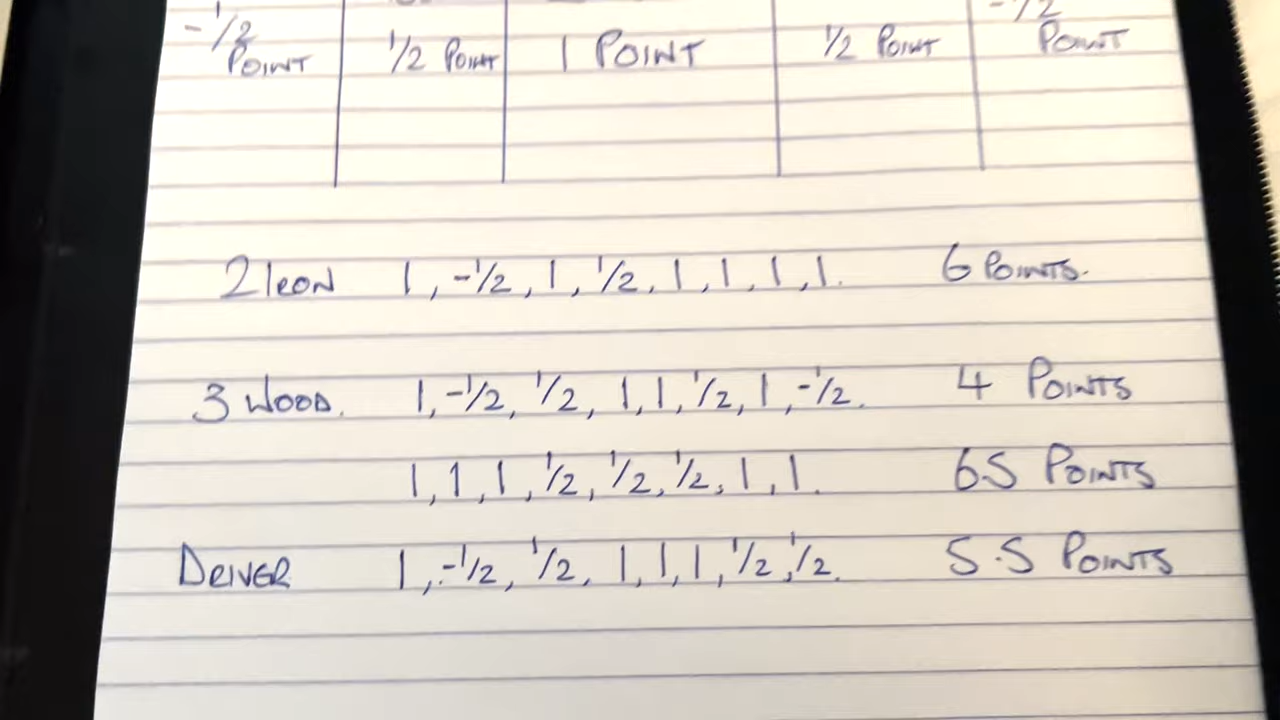 -1/2 POINT 1/2 POINT 1 POINT 1/2 POINT -1/2 POINT
2 IRON 1, -1/2, 1, 1/2, 1, 1, 1, 1. 6 POINTS.
3 WOOD. 1, -1/2, 1/2, 1, 1, 1/2, 1, -1/2. 4 POINTS
1, 1, 1, 1/2, 1/2, 1/2, 1, 1. 6.5 POINTS
DRIVER 1, -1/2, 1/2, 1, 1, 1, 1/2, 1/2. 5.5 POINTS